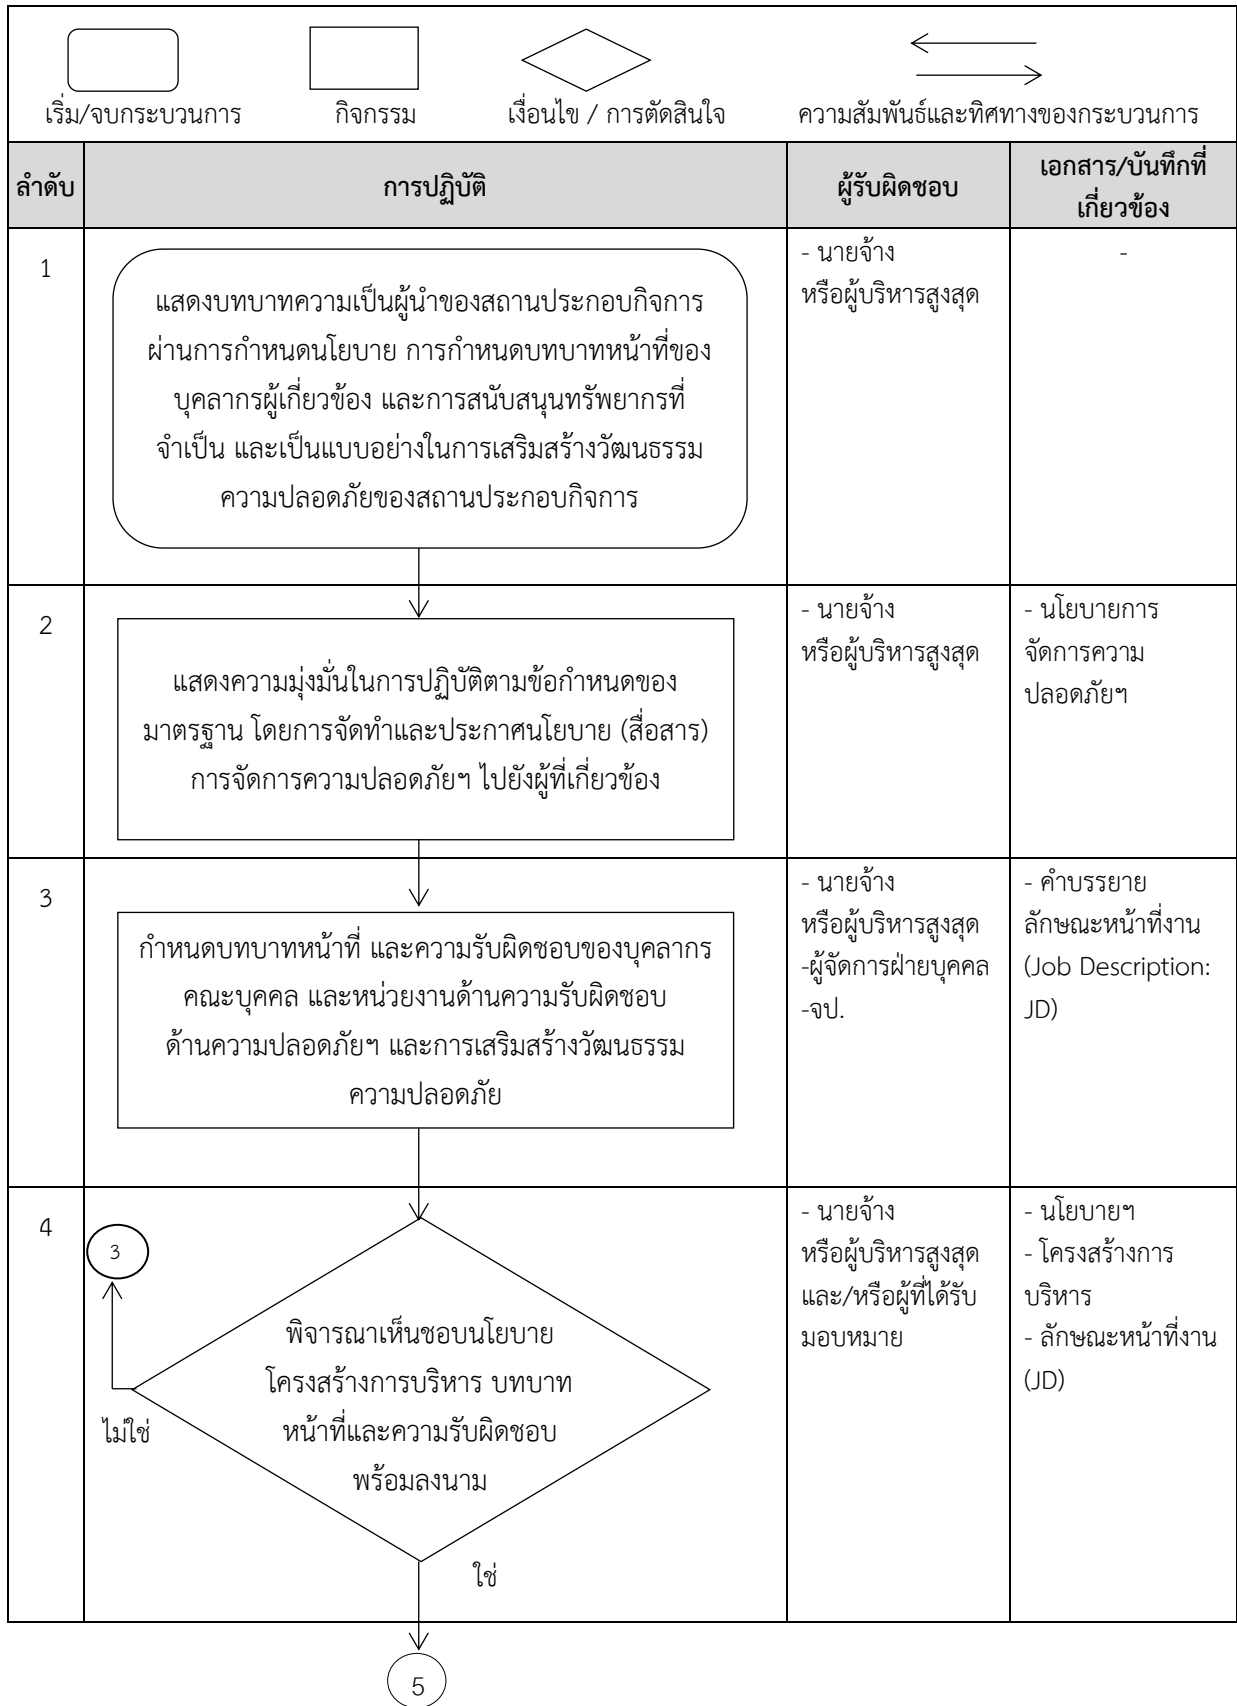 เริ่ม/จบกระบวนการ
กิจกรรม
เงื่อนไข / การตัดสินใจ
ความสัมพันธ์และทิศทางของกระบวนการ
ลำดับ
การปฏิบัติ
ผู้รับผิดชอบ
เอกสาร/บันทึกที่
เกี่ยวข้อง
1
แสดงบทบาทความเป็นผู้นำของสถานประกอบกิจการ
ผ่านการกำหนดนโยบาย การกำหนดบทบาทหน้าที่ของ
บุคลากรผู้เกี่ยวข้อง และการสนับสนุนทรัพยากรที่
จำเป็น และเป็นแบบอย่างในการเสริมสร้างวัฒนธรรม
ความปลอดภัยของสถานประกอบกิจการ
- นายจ้าง
หรือผู้บริหารสูงสุด
-
2
แสดงความมุ่งมั่นในการปฏิบัติตามข้อกำหนดของ
มาตรฐาน โดยการจัดทำและประกาศนโยบาย (สื่อสาร)
การจัดการความปลอดภัยฯ ไปยังผู้ที่เกี่ยวข้อง
- นายจ้าง
หรือผู้บริหารสูงสุด
- นโยบายการ
จัดการความ
ปลอดภัยฯ
3
กำหนดบทบาทหน้าที่ และความรับผิดชอบของบุคลากร
คณะบุคคล และหน่วยงานด้านความรับผิดชอบ
ด้านความปลอดภัยฯ และการเสริมสร้างวัฒนธรรม
ความปลอดภัย
- นายจ้าง
หรือผู้บริหารสูงสุด
-ผู้จัดการฝ่ายบุคคล
-จป.
- คำบรรยาย
ลักษณะหน้าที่งาน
(Job Description:
JD)
4
3
พิจารณาเห็นชอบนโยบาย
โครงสร้างการบริหาร บทบาท
หน้าที่และความรับผิดชอบ
พร้อมลงนาม
ไม่ใช่
ใช่
- นายจ้าง
หรือผู้บริหารสูงสุด
และ/หรือผู้ที่ได้รับ
มอบหมาย
- นโยบายฯ
- โครงสร้างการ
บริหาร
- ลักษณะหน้าที่งาน
(JD)
5